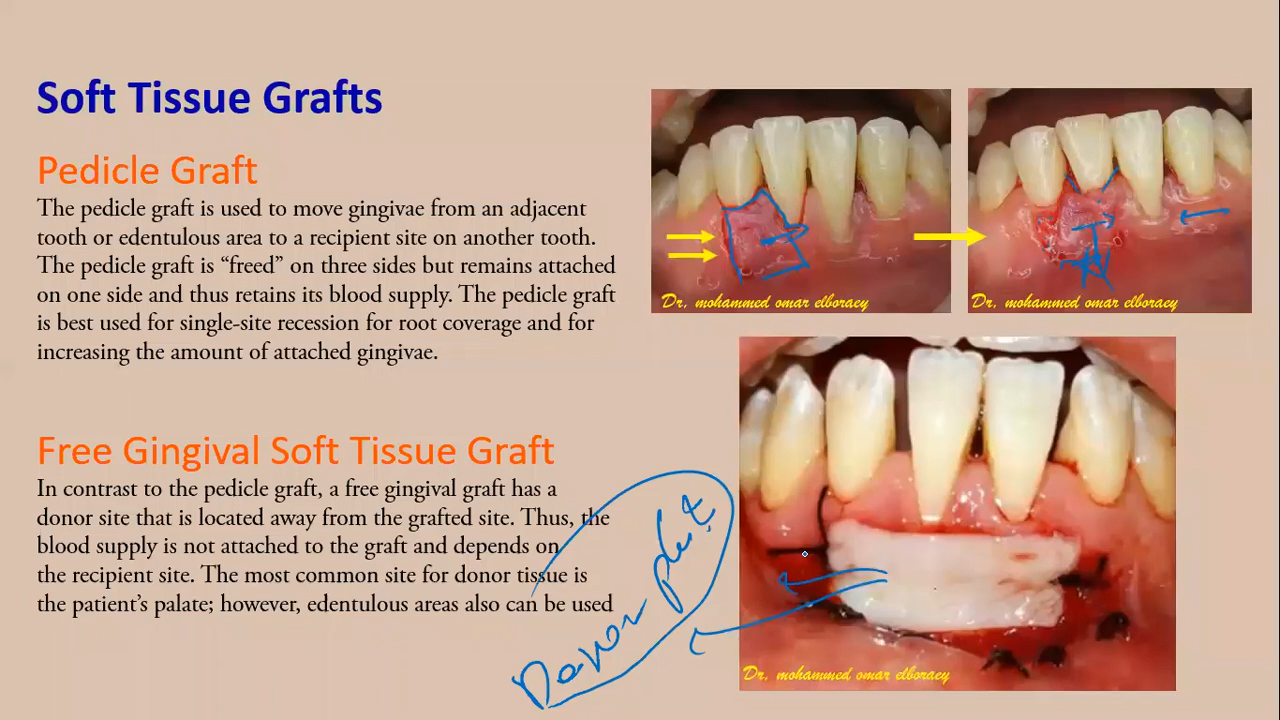 Soft Tissue Grafts
Pedicle Graft
The pedicle graft is used to move gingivae from an adjacent
tooth or edentulous area to a recipient site on another tooth.
The pedicle graft is “freed” on three sides but remains attached
on one side and thus retains its blood supply. The pedicle graft
is best used for single-site recession for root coverage and for
increasing the amount of attached gingivae.
Free Gingival Soft Tissue Graft
In contrast to the pedicle graft, a free gingival graft has a
donor site that is located away from the grafted site. Thus, the
blood supply is not attached to the graft and depends on
the recipient site. The most common site for donor tissue is
the patient’s palate; however, edentulous areas also can be used
Dr. mohammed omar elboraey
Dr. mohammed omar elboraey
Dr. mohammed omar elboraey
Donor